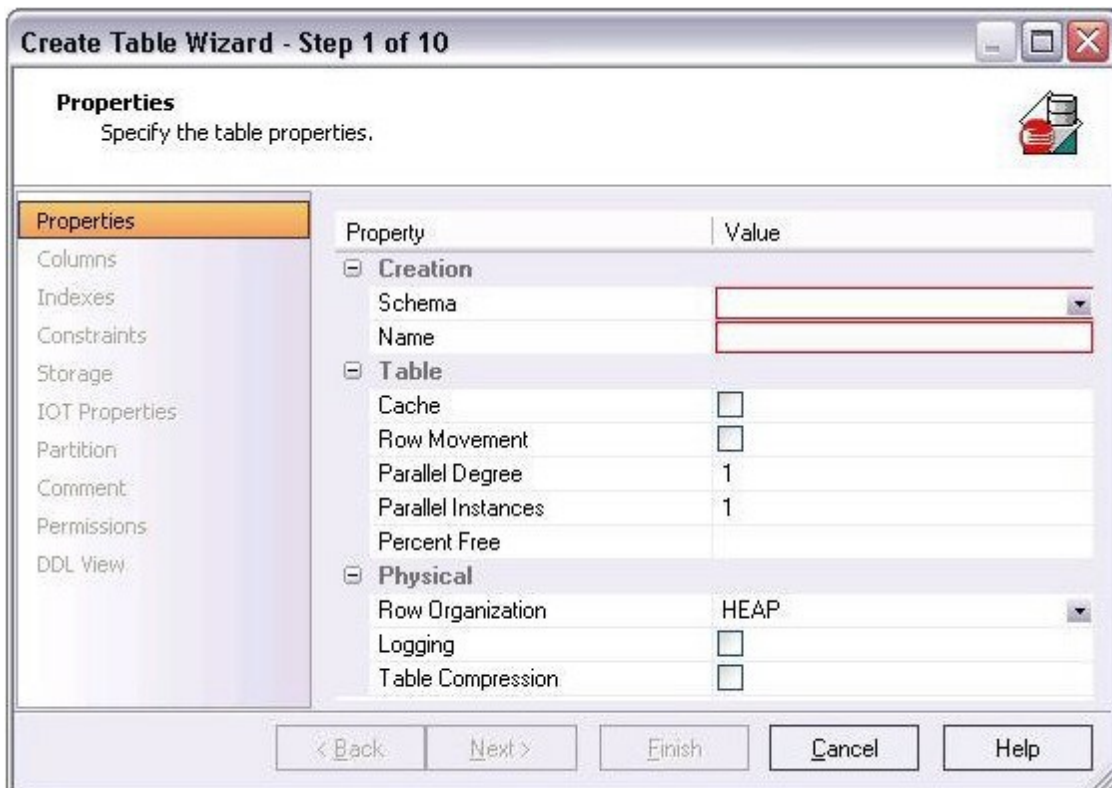 Create Table Wizard - Step 1 of 10
Properties
Specify the table properties.
Properties
Columns
Indexes
Constraints
Storage
IOT Properties
Partition
Comment
Permissions
DDL View
Property Value
Creation
Schema
Name
Table
Cache
Row Movement
Parallel Degree 1
Parallel Instances 1
Percent Free
Physical
Row Organization HEAP
Logging
Table Compression
< Back Next > Finish Cancel Help